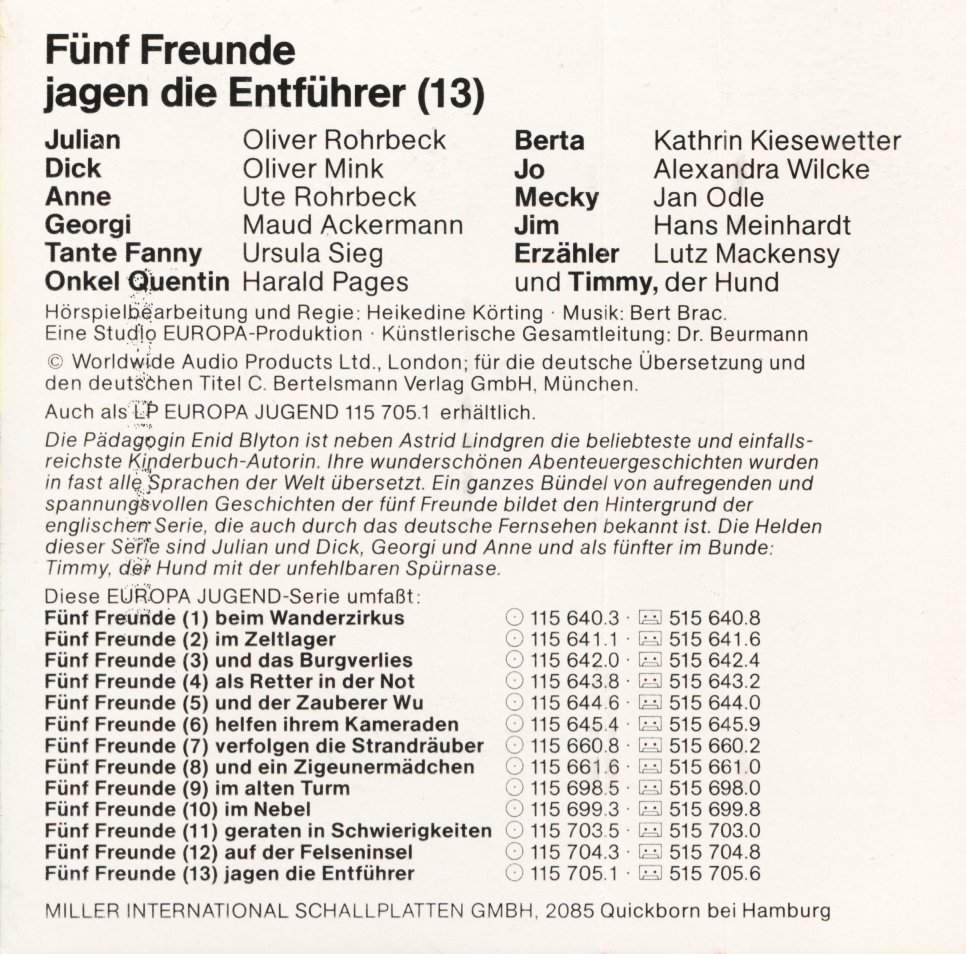 Fünf Freunde
jagen die Entführer (13)
Julian Oliver Rohrbeck Berta Kathrin Kiesewetter
Dick Oliver Mink Jo Alexandra Wilcke
Anne Ute Rohrbeck Mecky Jan Odle
Georgi Maud Ackermann Jim Hans Meinhardt
Tante Fanny Ursula Sieg Erzähler Lutz Mackensy
Onkel Quentin Harald Pages und Timmy, der Hund
Hörspielbearbeitung und Regie: Heikedine Körting · Musik: Bert Brac.
Eine Studio EUROPA-Produktion · Künstlerische Gesamtleitung: Dr. Beurmann
© Worldwide Audio Products Ltd., London; für die deutsche Übersetzung und
den deutschen Titel C. Bertelsmann Verlag GmbH, München.
Auch als LP EUROPA JUGEND 115 705.1 erhältlich.
Die Pädagogin Enid Blyton ist neben Astrid Lindgren die beliebteste und einfalls-
reichste Kinderbuch-Autorin. Ihre wunderschönen Abenteuergeschichten wurden
in fast alle Sprachen der Welt übersetzt. Ein ganzes Bündel von aufregenden und
spannungsvollen Geschichten der fünf Freunde bildet den Hintergrund der
englischen Serie, die auch durch das deutsche Fernsehen bekannt ist. Die Helden
dieser Serie sind Julian und Dick, Georgi und Anne und als fünfter im Bunde:
Timmy, der Hund mit der unfehlbaren Spürnase.
Diese EUROPA JUGEND-Serie umfaßt:
Fünf Freunde (1) beim Wanderzirkus 115 640.3 · 515 640.8
Fünf Freunde (2) im Zeltlager 115 641.1 · 515 641.6
Fünf Freunde (3) und das Burgverlies 115 642.0 · 515 642.4
Fünf Freunde (4) als Retter in der Not 115 643.8 · 515 643.2
Fünf Freunde (5) und der Zauberer Wu 115 644.6 · 515 644.0
Fünf Freunde (6) helfen ihrem Kameraden 115 645.4 · 515 645.9
Fünf Freunde (7) verfolgen die Strandräuber 115 660.8 · 515 660.2
Fünf Freunde (8) und ein Zigeunermädchen 115 661.6 · 515 661.0
Fünf Freunde (9) im alten Turm 115 698.5 · 515 698.0
Fünf Freunde (10) im Nebel 115 699.3 · 515 699.8
Fünf Freunde (11) geraten in Schwierigkeiten 115 703.5 · 515 703.0
Fünf Freunde (12) auf der Felseninsel 115 704.3 · 515 704.8
Fünf Freunde (13) jagen die Entführer 115 705.1 · 515 705.6
MILLER INTERNATIONAL SCHALLPLATTEN GMBH, 2085 Quickborn bei Hamburg